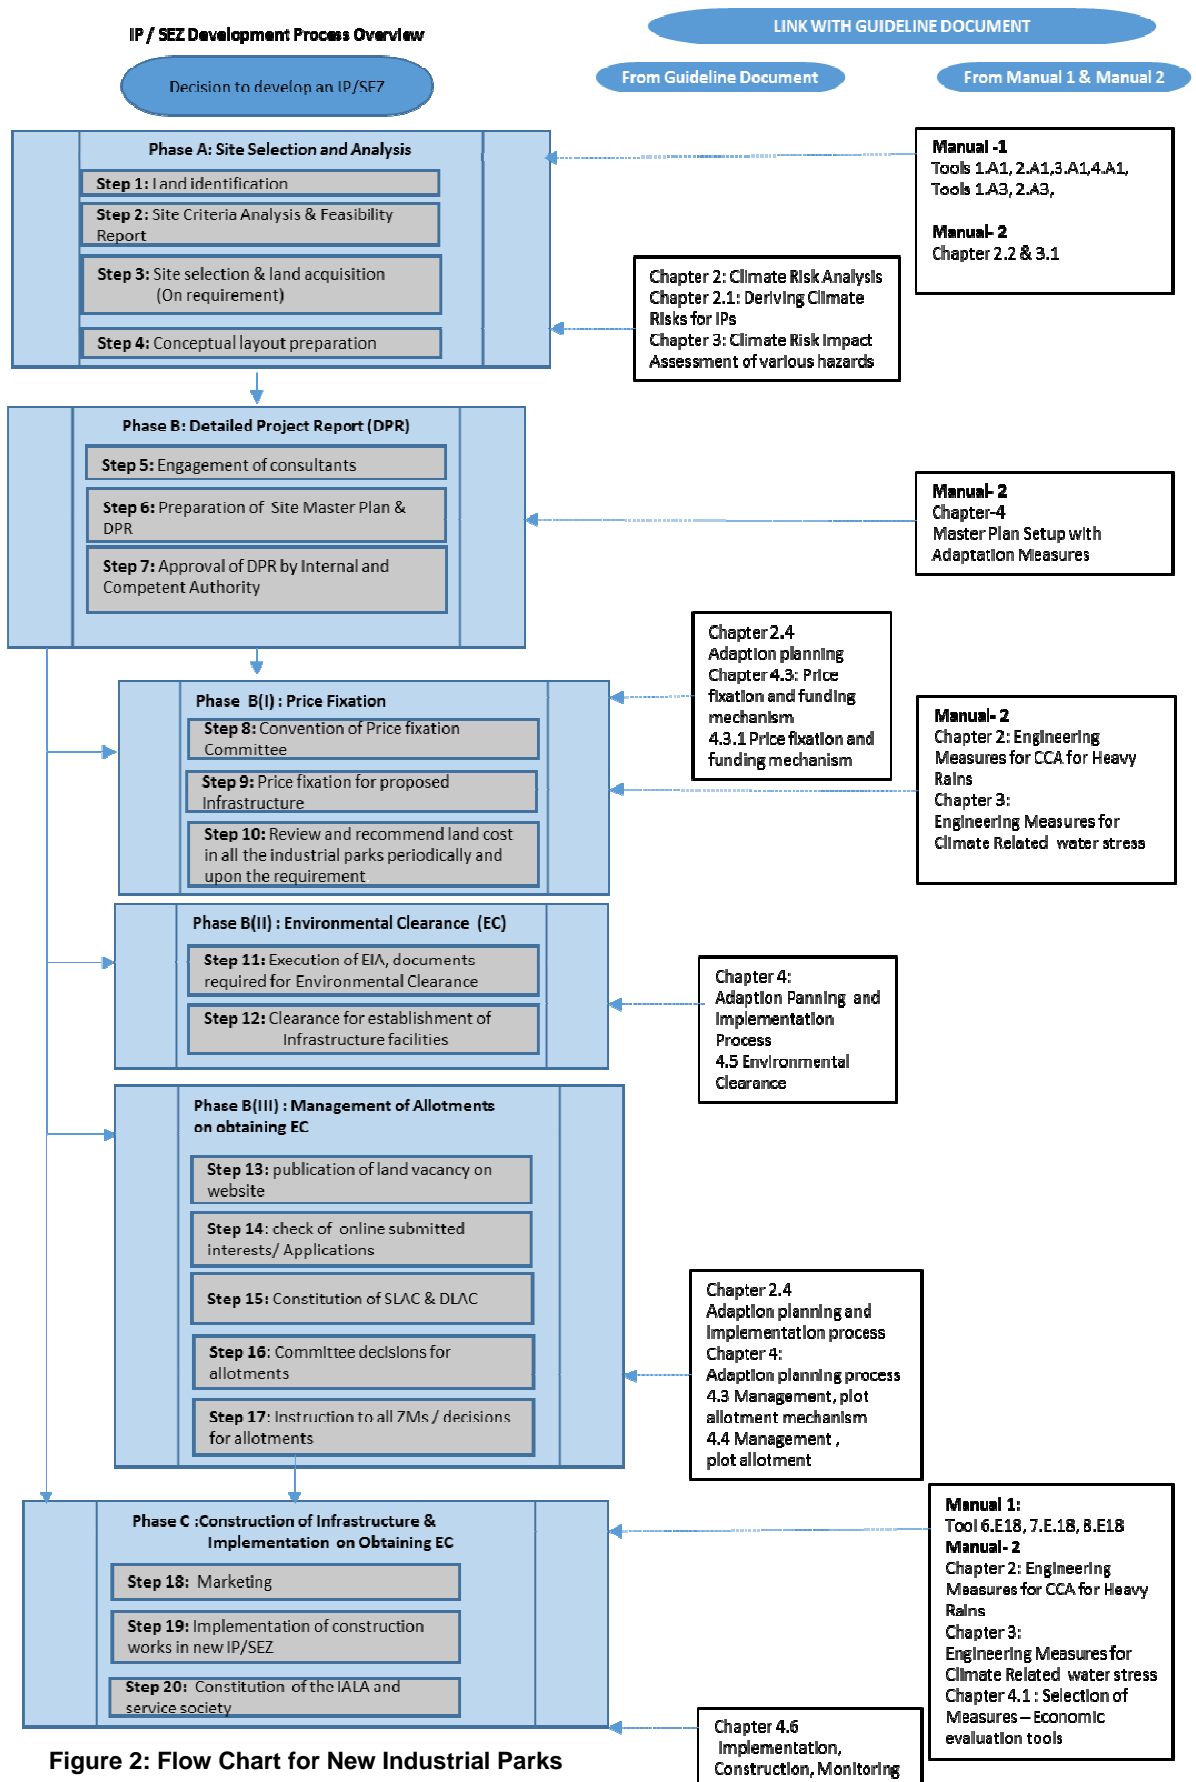 IP / SEZ Development Process Overview
LINK WITH GUIDELINE DOCUMENT
Decision to develop an IP/SEZ
From Guideline Document
From Manual 1 & Manual 2
Phase A: Site Selection and Analysis
Step 1: Land identification
Step 2: Site Criteria Analysis & Feasibility
Report
Step 3: Site selection & land acquisition
(On requirement)
Step 4: Conceptual layout preparation
Manual -1
Tools 1.A1, 2.A1,3.A1,4.A1,
Tools 1.A3, 2.A3,
Manual- 2
Chapter 2.2 & 3.1
Chapter 2: Climate Risk Analysis
Chapter 2.1: Deriving Climate
Risks for IPs
Chapter 3: Climate Risk Impact
Assessment of various hazards
Phase B: Detailed Project Report (DPR)
Step 5: Engagement of consultants
Step 6: Preparation of Site Master Plan &
DPR
Step 7: Approval of DPR by Internal and
Competent Authority
Manual- 2
Chapter-4
Master Plan Setup with
Adaptation Measures
Phase B(I) : Price Fixation
Step 8: Convention of Price fixation
Committee
Step 9: Price fixation for proposed
Infrastructure
Step 10: Review and recommend land cost
in all the industrial parks periodically and
upon the requirement.
Chapter 2.4
Adaption planning
Chapter 4.3: Price
fixation and funding
mechanism
4.3.1 Price fixation and
funding mechanism
Manual- 2
Chapter 2: Engineering
Measures for CCA for Heavy
Rains
Chapter 3:
Engineering Measures for
Climate Related water stress
Phase B(II) : Environmental Clearance (EC)
Step 11: Execution of EIA, documents
required for Environmental Clearance
Step 12: Clearance for establishment of
Infrastructure facilities
Chapter 4:
Adaption Panning and
Implementation
Process
4.5 Environmental
Clearance
Phase B(III) : Management of Allotments
on obtaining EC
Step 13: publication of land vacancy on
website
Step 14: check of online submitted
interests/ Applications
Step 15: Constitution of SLAC & DLAC
Step 16: Committee decisions for
allotments
Step 17: Instruction to all ZMs / decisions
for allotments
Chapter 2.4
Adaption planning and
implementation process
Chapter 4:
Adaption planning process
4.3 Management, plot
allotment mechanism
4.4 Management ,
plot allotment
Phase C :Construction of Infrastructure &
Implementation on Obtaining EC
Step 18: Marketing
Step 19: Implementation of construction
works in new IP/SEZ
Step 20: Constitution of the IALA and
service society
Manual 1:
Tool 6.E18, 7.E.18, 8.E18
Manual- 2
Chapter 2: Engineering
Measures for CCA for Heavy
Rains
Chapter 3:
Engineering Measures for
Climate Related water stress
Chapter 4.1 : Selection of
Measures – Economic
evaluation tools
Chapter 4.6
Implementation,
Construction, Monitoring
Figure 2: Flow Chart for New Industrial Parks